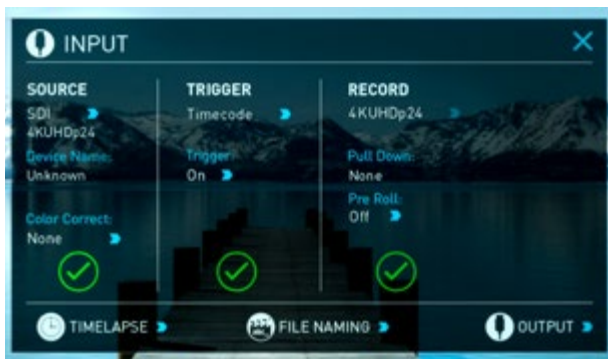 INPUT
SOURCE
SDI
4KUHDp24
Device Name:
Unknown
Color Correct:
None
TRIGGER
Timecode
Trigger:
On
RECORD
4KUHDp24
Pull Down:
None
Pre Roll:
Off
TIMELAPSE
FILE NAMING
OUTPUT